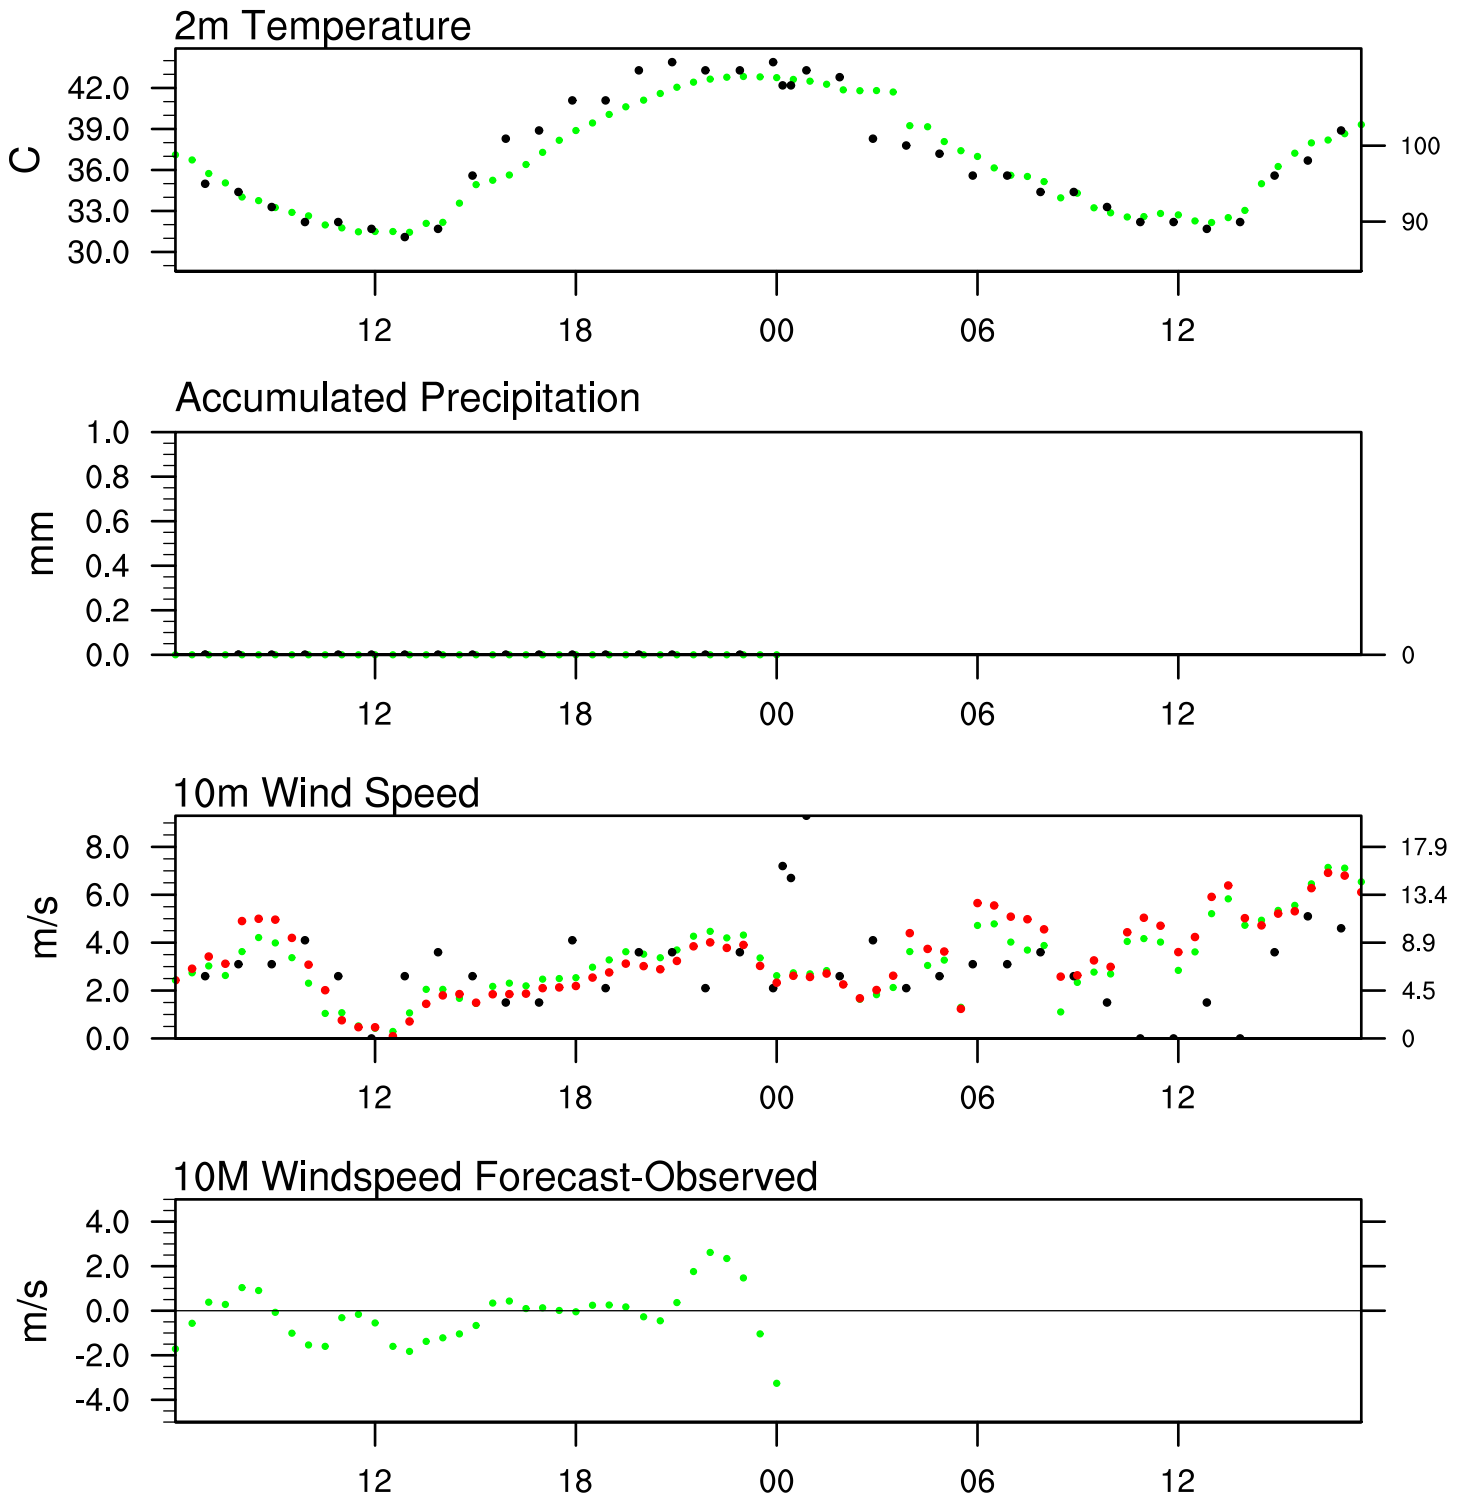 2m Temperature
42.0
39.0
36.0
33.0
30.0
C
100
90
12 18 00 06 12
Accumulated Precipitation
1.0
0.8
0.6
0.4
0.2
0.0
mm
0
12 18 00 06 12
10m Wind Speed
8.0
6.0
4.0
2.0
0.0
m/s
17.9
13.4
8.9
4.5
0
12 18 00 06 12
10M Windspeed Forecast-Observed
4.0
2.0
0.0
-2.0
-4.0
m/s
12 18 00 06 12